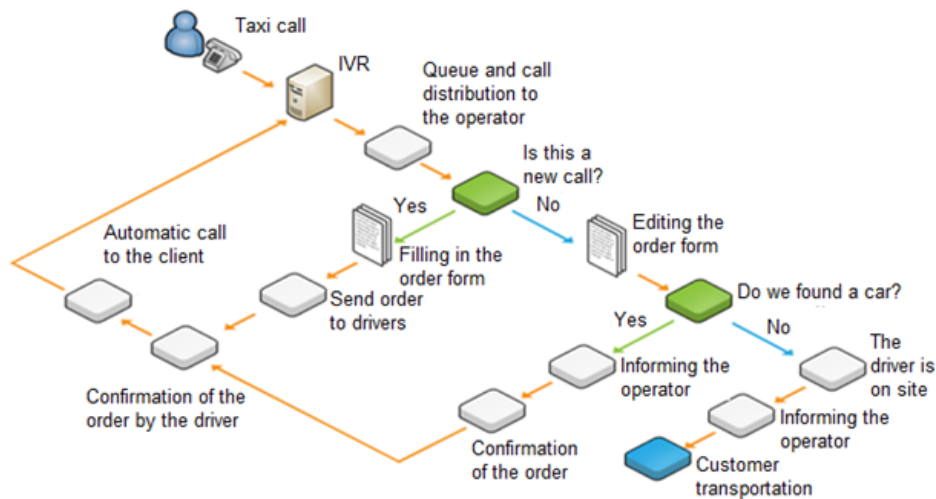 Taxi call
IVR
Queue and call
distribution to
the operator
Is this a
new call?
Yes
No
Editing the
order form
Automatic call
to the client
Filling in the
order form
Do we found a car?
Send order
to drivers
Yes
No
The
driver is
on site
Informing the
operator
Confirmation of the
order by the driver
Informing the
operator
Confirmation
of the order
Customer
transportation